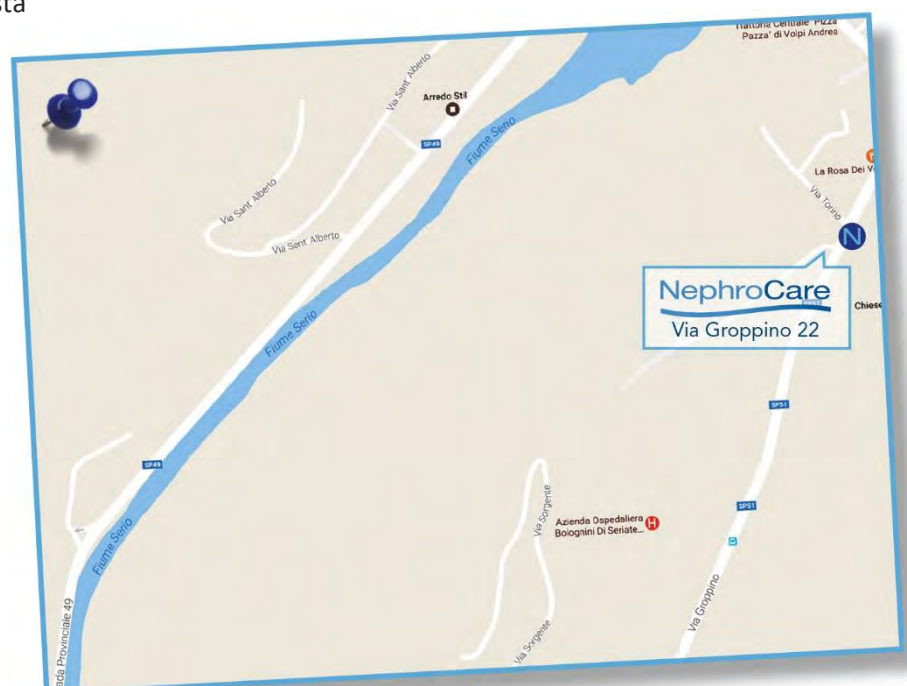 sta
Trattoria Centrale "Pizza
Pazza" di Volpi Andrea
Via Sant' Alberto
Arredo Stil
SP49
Fiume Serio
La Rosa Dei V
Via Torino
Via Sant' Alberto
Via Sant' Alberto
N
NephroCare
Via Groppino 22
Chiese
Fiume Serio
SP51
SP49
SP51
Via Sorgente
Azienda Ospedaliera
Bolognini Di Seriate...
H
Fiume Serio
Via Groppino
Via Sorgente
ada Provinciale 49